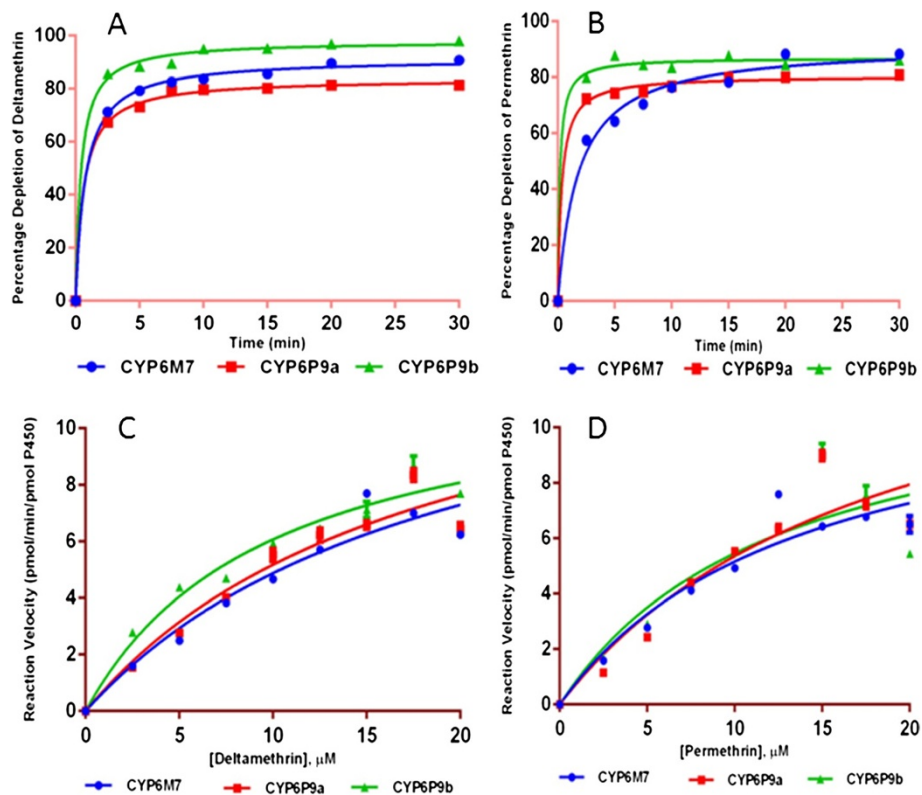 A
Percentage Depletion of Deltamethrin
100
80
60
40
20
0
0 5 10 15 20 25 30
Time (min)
CYP6M7 CYP6P9a CYP6P9b
B
Percentage Depletion of Permethrin
100
80
60
40
20
0
0 5 10 15 20 25 30
Time (min)
CYP6M7 CYP6P9a CYP6P9b
C
Reaction Velocity (pmol/min/pmol P450)
10
8
6
4
2
0
0 5 10 15 20
[Deltamethrin], μM
CYP6M7 CYP6P9a CYP6P9b
D
Reaction Velocity (pmol/min/pmol P450)
10
8
6
4
2
0
0 5 10 15 20
[Permethrin], μM
CYP6M7 CYP6P9a CYP6P9b